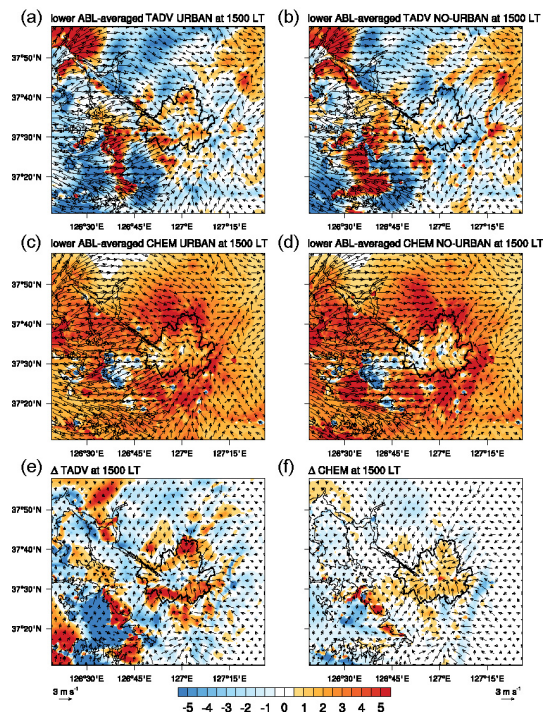 (a) lower ABL-averaged TADV URBAN at 1500 LT
(b) lower ABL-averaged TADV NO-URBAN at 1500 LT
37°50'N
37°40'N
37°30'N
37°20'N
126°30'E 126°45'E 127°E 127°15'E
126°30'E 126°45'E 127°E 127°15'E
(c) lower ABL-averaged CHEM URBAN at 1500 LT
(d) lower ABL-averaged CHEM NO-URBAN at 1500 LT
37°50'N
37°40'N
37°30'N
37°20'N
126°30'E 126°45'E 127°E 127°15'E
126°30'E 126°45'E 127°E 127°15'E
(e) Δ TADV at 1500 LT
(f) Δ CHEM at 1500 LT
37°50'N
37°40'N
37°30'N
37°20'N
126°30'E 126°45'E 127°E 127°15'E
126°30'E 126°45'E 127°E 127°15'E
3 m s⁻¹
-5 -4 -3 -2 -1 0 1 2 3 4 5
3 m s⁻¹